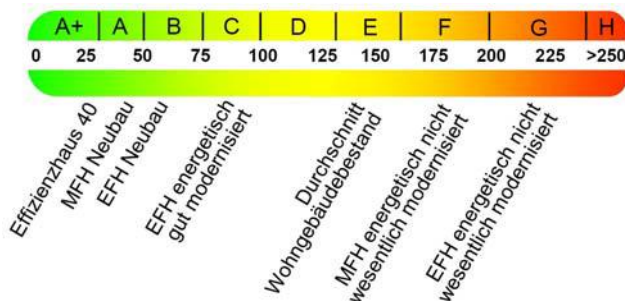 A+ A B C D E F G H
0 25 50 75 100 125 150 175 200 225 >250
Effizienzhaus 40
MFH Neubau
EFH Neubau
EFH energetisch
gut modernisiert
Durchschnitt
Wohngebäudebestand
MFH energetisch nicht
wesentlich modernisiert
EFH energetisch nicht
wesentlich modernisiert